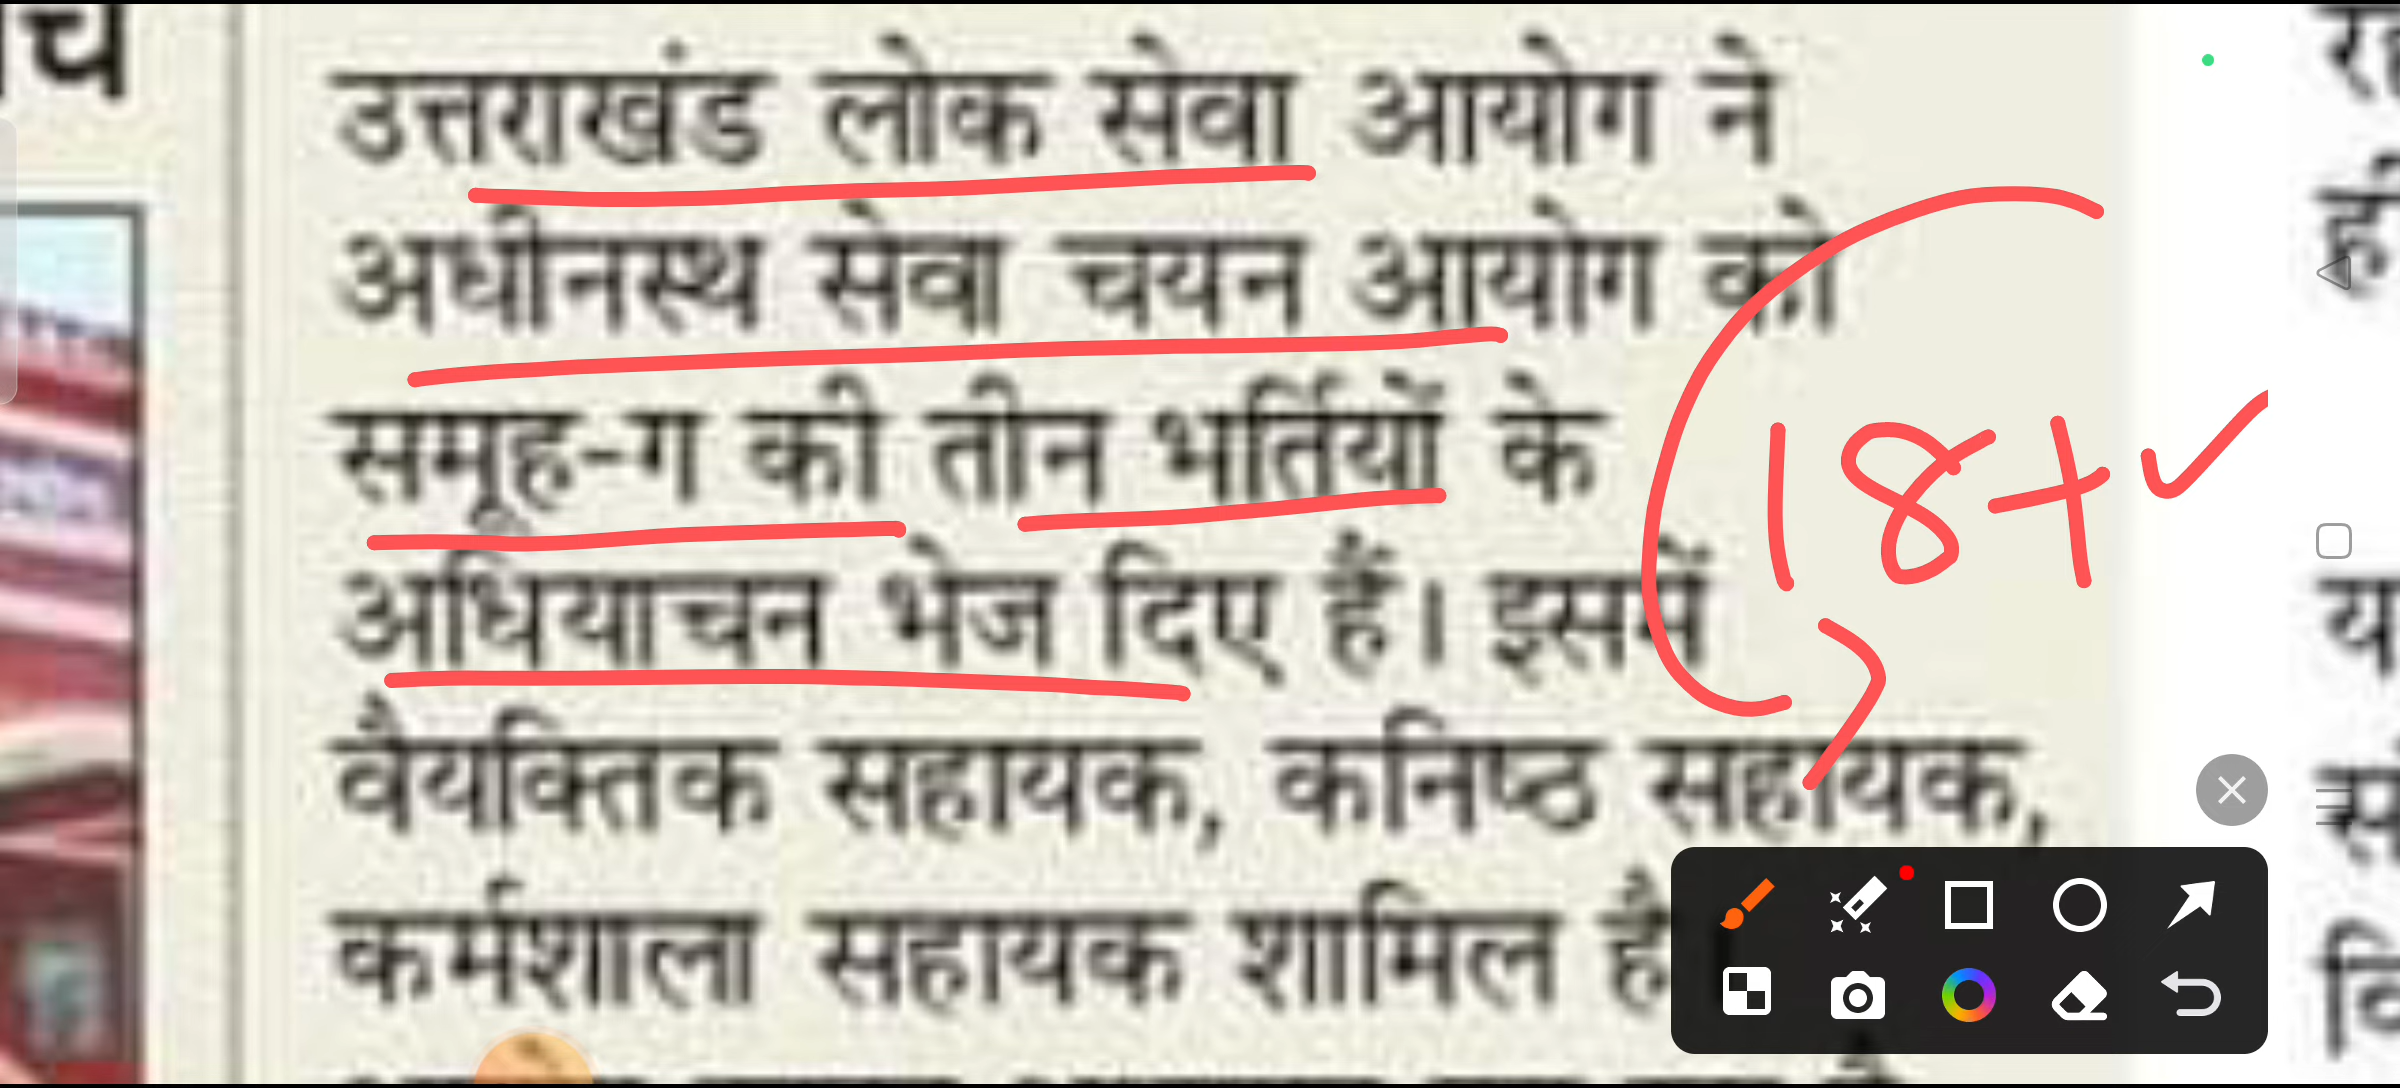 उत्तराखंड लोक सेवा आयोग ने
अधीनस्थ सेवा चयन आयोग को
समूह-ग की तीन भर्तियों के
अधियाचन भेज दिए हैं। इसमें
वैयक्तिक सहायक, कनिष्ठ सहायक,
कर्मशाला सहायक शामिल है
18+